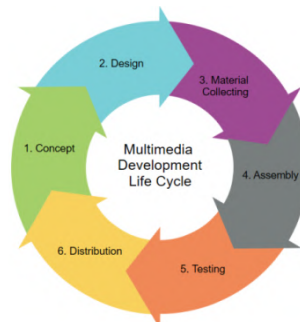 Multimedia
Development
Life Cycle
1. Concept
2. Design
3. Material
Collecting
4. Assembly
5. Testing
6. Distribution